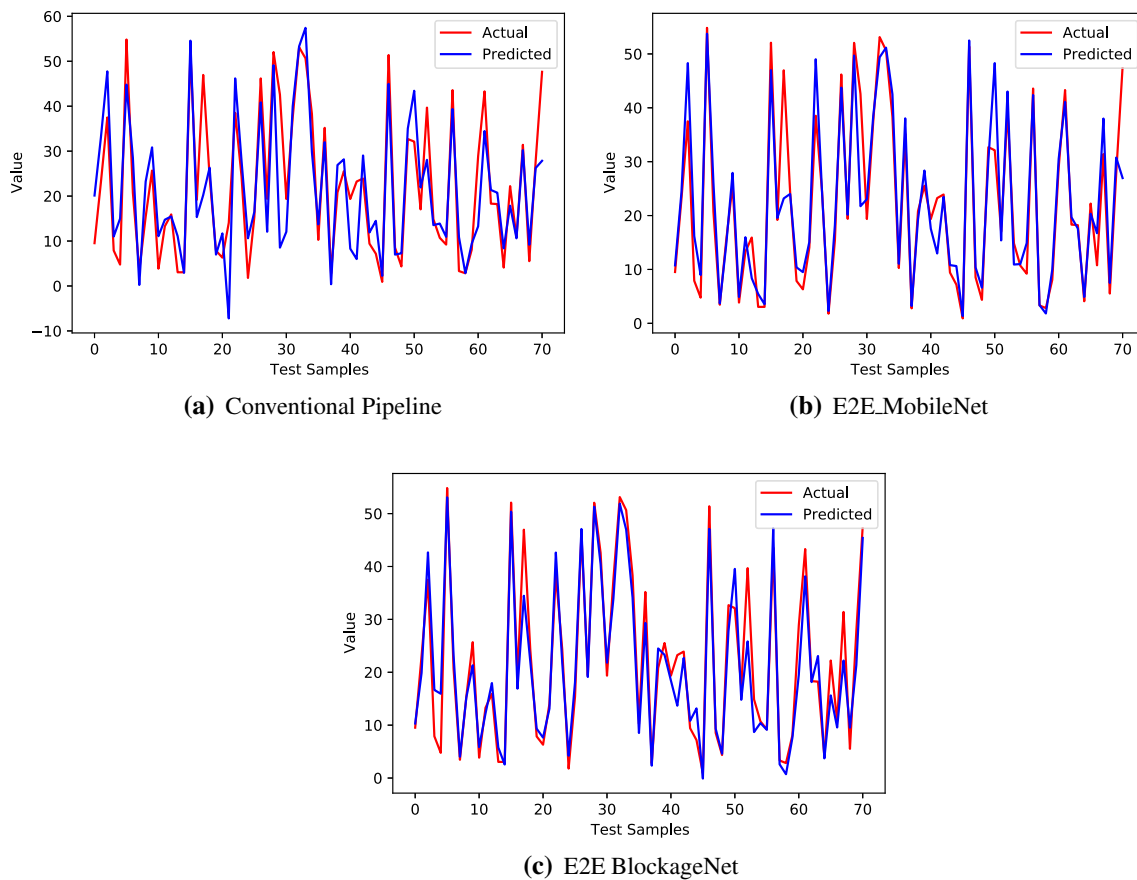 60
50
40
30
20
10
0
−10
Value
0 10 20 30 40 50 60 70
Test Samples
Actual
Predicted
(a) Conventional Pipeline
50
40
30
20
10
0
Value
0 10 20 30 40 50 60 70
Test Samples
Actual
Predicted
(b) E2E_MobileNet
50
40
30
20
10
0
Value
0 10 20 30 40 50 60 70
Test Samples
Actual
Predicted
(c) E2E BlockageNet